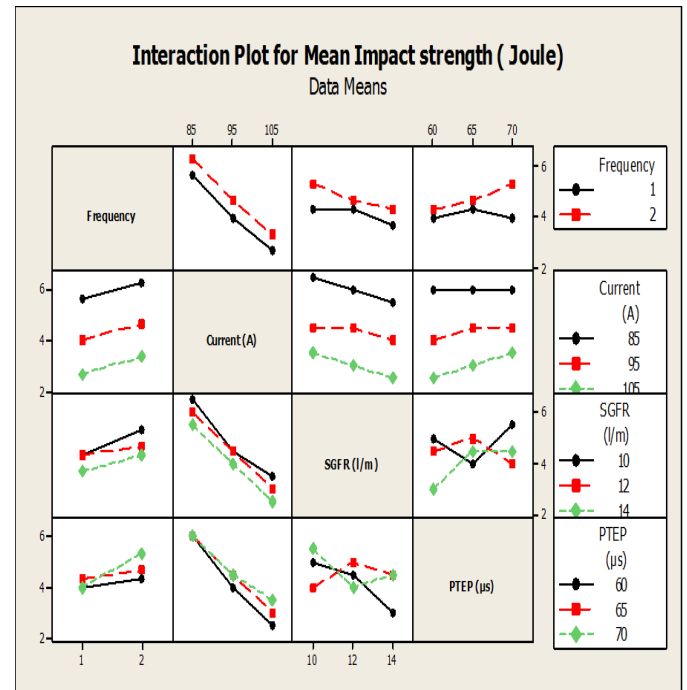 Interaction Plot for Mean Impact strength ( Joule)
Data Means
85 95 105
60 65 70
Frequency
6
4
2
Frequency
1
2
6
4
2
Current (A)
Current
(A)
85
95
105
SGFR (l/m)
6
4
2
SGFR
(l/m)
10
12
14
6
4
2
PTEP (µs)
PTEP
(µs)
60
65
70
1 2
10 12 14